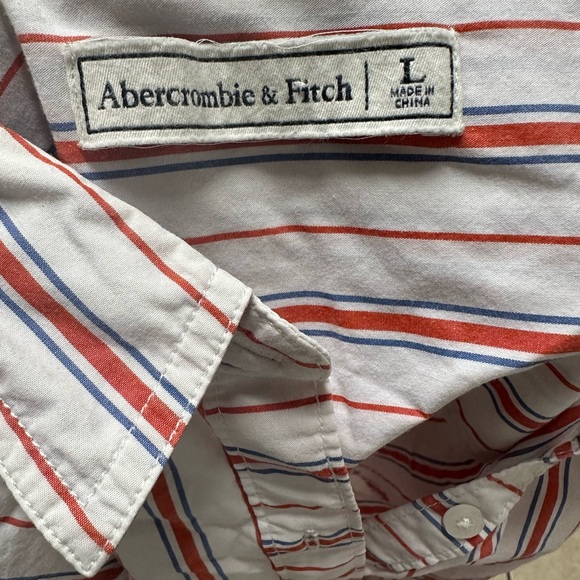 Abercrombie & Fitch
L
MADE IN
CHINA